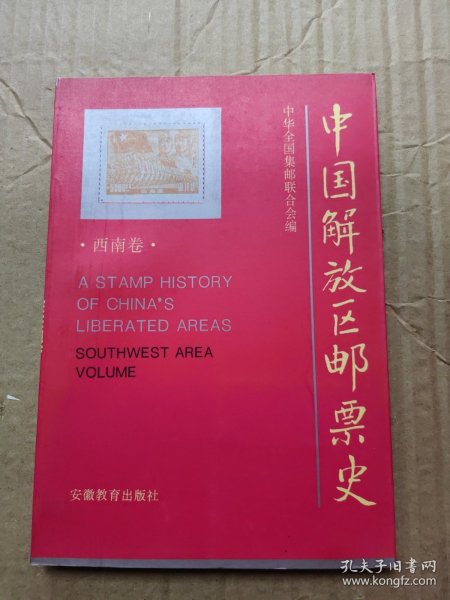 中国解放区邮票史
中华全国集邮联合会编
·西南卷·
A STAMP HISTORY
OF CHINA'S
LIBERATED AREAS
SOUTHWEST AREA
VOLUME
安徽教育出版社
孔夫子旧书网
www.kongfz.com